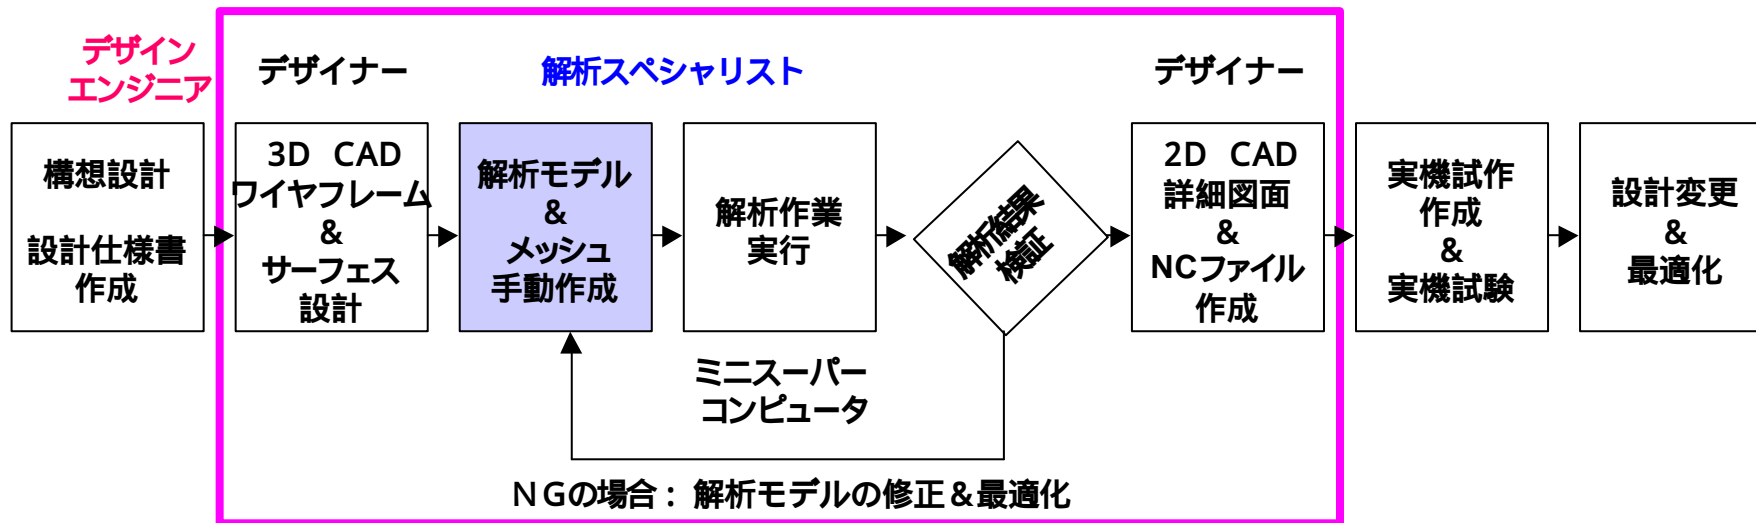 デザイン
エンジニア
デザイナー
解析スペシャリスト
デザイナー
構想設計
設計仕様書
作成
3D CAD
ワイヤフレーム
&
サーフェス
設計
解析モデル
&
メッシュ
手動作成
解析作業
実行
解析結果
検証
2D CAD
詳細図面
&
NCファイル
作成
実機試作
作成
&
実機試験
設計変更
&
最適化
ミニスーパー
コンピュータ
NGの場合：解析モデルの修正&最適化